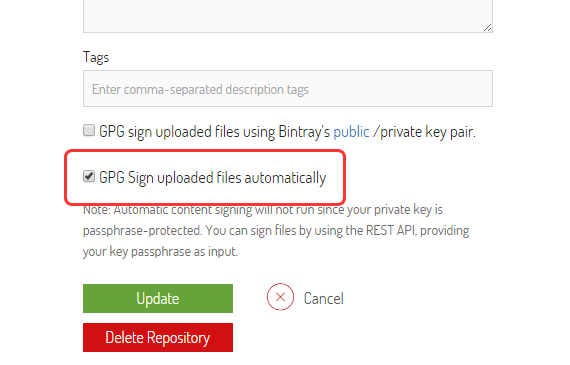 Tags
Enter comma-separated description tags
GPG sign uploaded files using Bintray's public /private key pair.
GPG Sign uploaded files automatically
Note: Automatic content signing will not run since your private key is
passphrase-protected. You can sign files by using the REST API, providing
your key passphrase as input.
Update
Cancel
Delete Repository